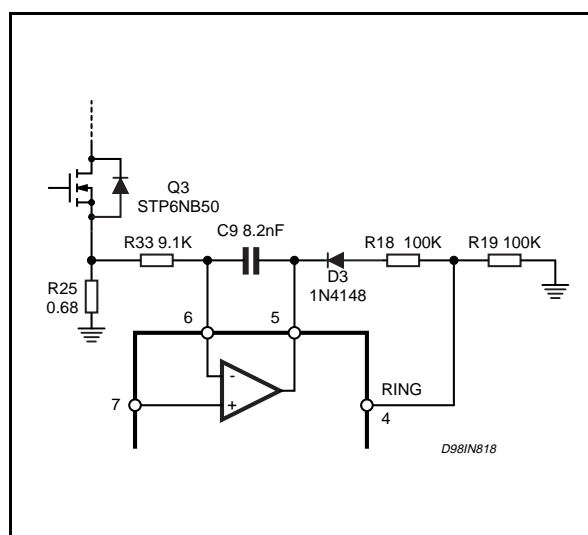 Q3
STP6NB50
R33 9.1K
C9 8.2nF
R18 100K
R19 100K
D3
1N4148
R25
0.68
6
5
-
+
7
RING
4
D98IN818